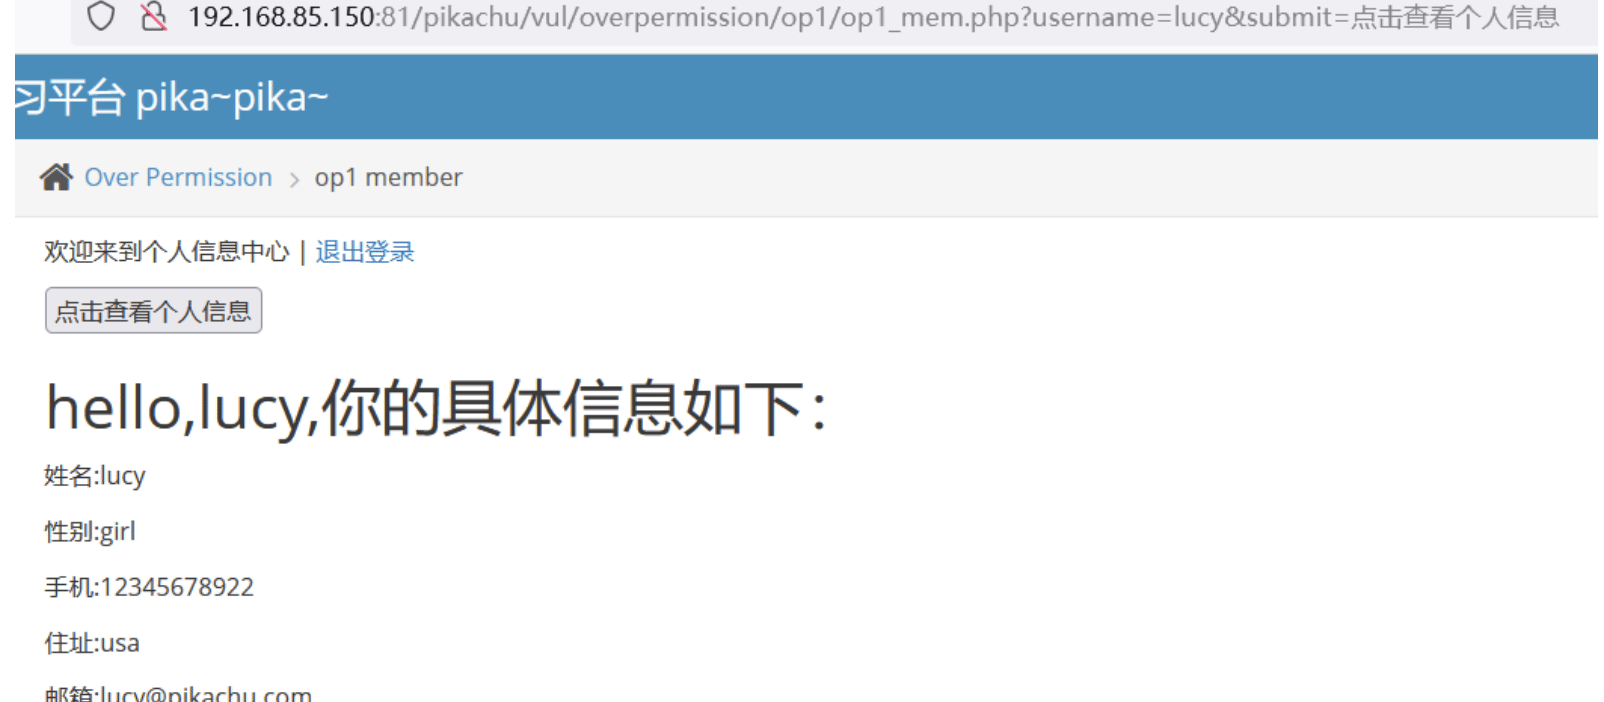 192.168.85.150:81/pikachu/vul/overpermission/op1/op1_mem.php?username=lucy&submit=点击查看个人信息
习平台 pika~pika~
Over Permission > op1 member
欢迎来到个人信息中心 | 退出登录
点击查看个人信息
hello,lucy,你的具体信息如下：
姓名:lucy
性别:girl
手机:12345678922
住址:usa
邮箱:lucy@pikachu.com